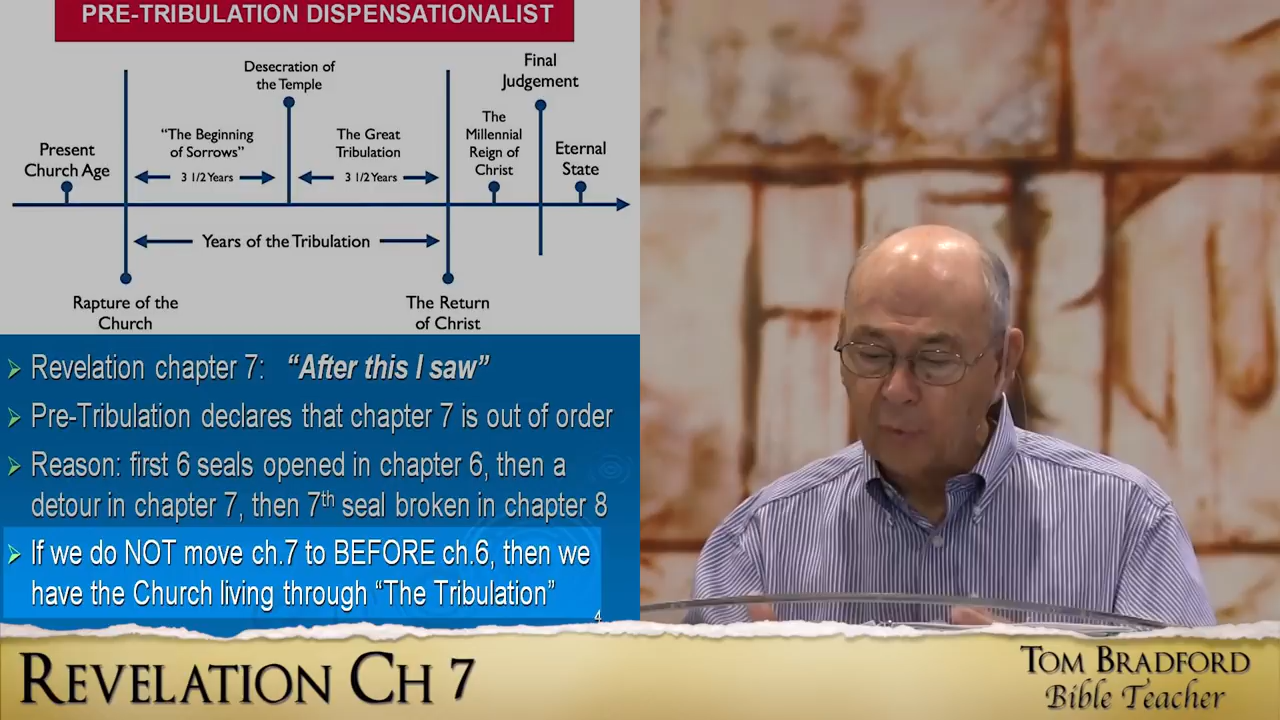 PRE-TRIBULATION DISPENSATIONALIST
Desecration of
the Temple
Final
Judgement
Present
Church Age
“The Beginning
of Sorrows”
3 1/2 Years
The Great
Tribulation
3 1/2 Years
The
Millennial
Reign of
Christ
Eternal
State
Years of the Tribulation
Rapture of the
Church
The Return
of Christ
Revelation chapter 7: “After this I saw”
Pre-Tribulation declares that chapter 7 is out of order
Reason: first 6 seals opened in chapter 6, then a
detour in chapter 7, then 7th seal broken in chapter 8
If we do NOT move ch.7 to BEFORE ch.6, then we
have the Church living through “The Tribulation”
4
REVELATION CH 7
TOM BRADFORD
Bible Teacher